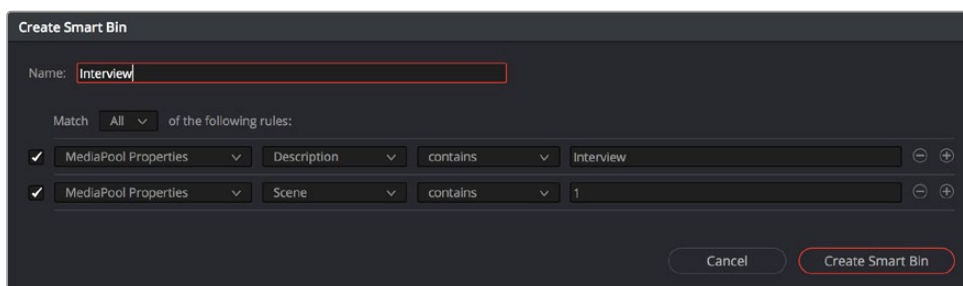 Create Smart Bin
Name: Interview
Match All of the following rules:
MediaPool Properties Description contains Interview
MediaPool Properties Scene contains 1
Cancel Create Smart Bin